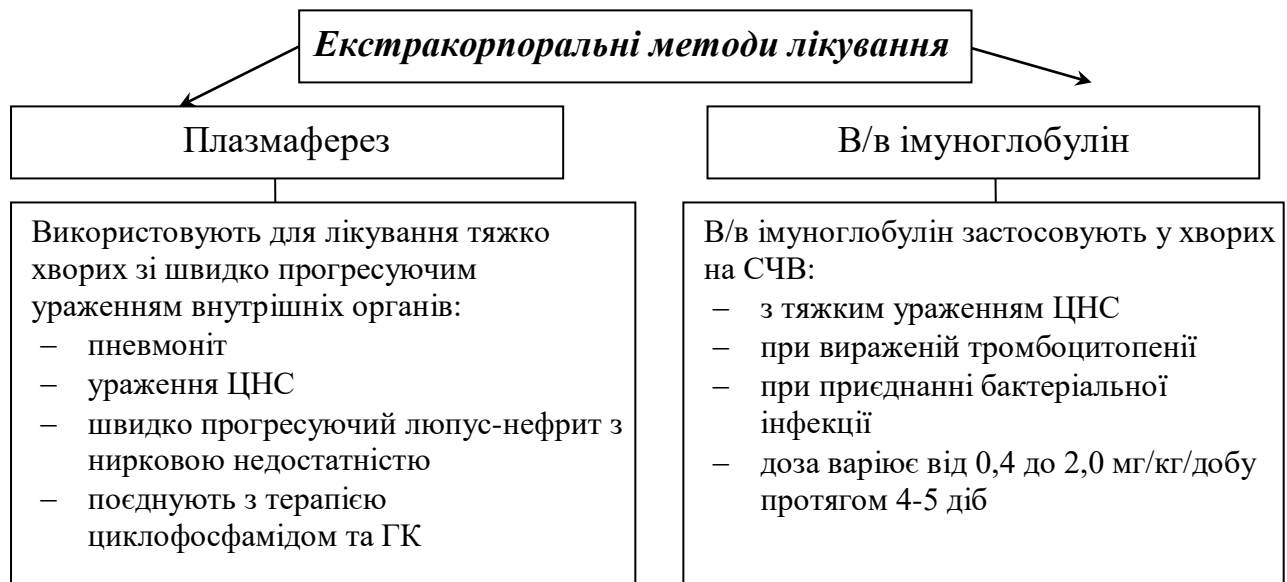 Екстракорпоральні методи лікування
Плазмаферез
Використовують для лікування тяжко
хворих зі швидко прогресуючим
ураженням внутрішніх органів:
– пневмоніт
– ураження ЦНС
– швидко прогресуючий люпус-нефрит з
нирковою недостатністю
– поєднують з терапією
циклофосфамідом та ГК
В/в імуноглобулін
В/в імуноглобулін застосовують у хворих
на СЧВ:
– з тяжким ураженням ЦНС
– при вираженій тромбоцитопенії
– при приєднанні бактеріальної
інфекції
– доза варіює від 0,4 до 2,0 мг/кг/добу
протягом 4-5 діб